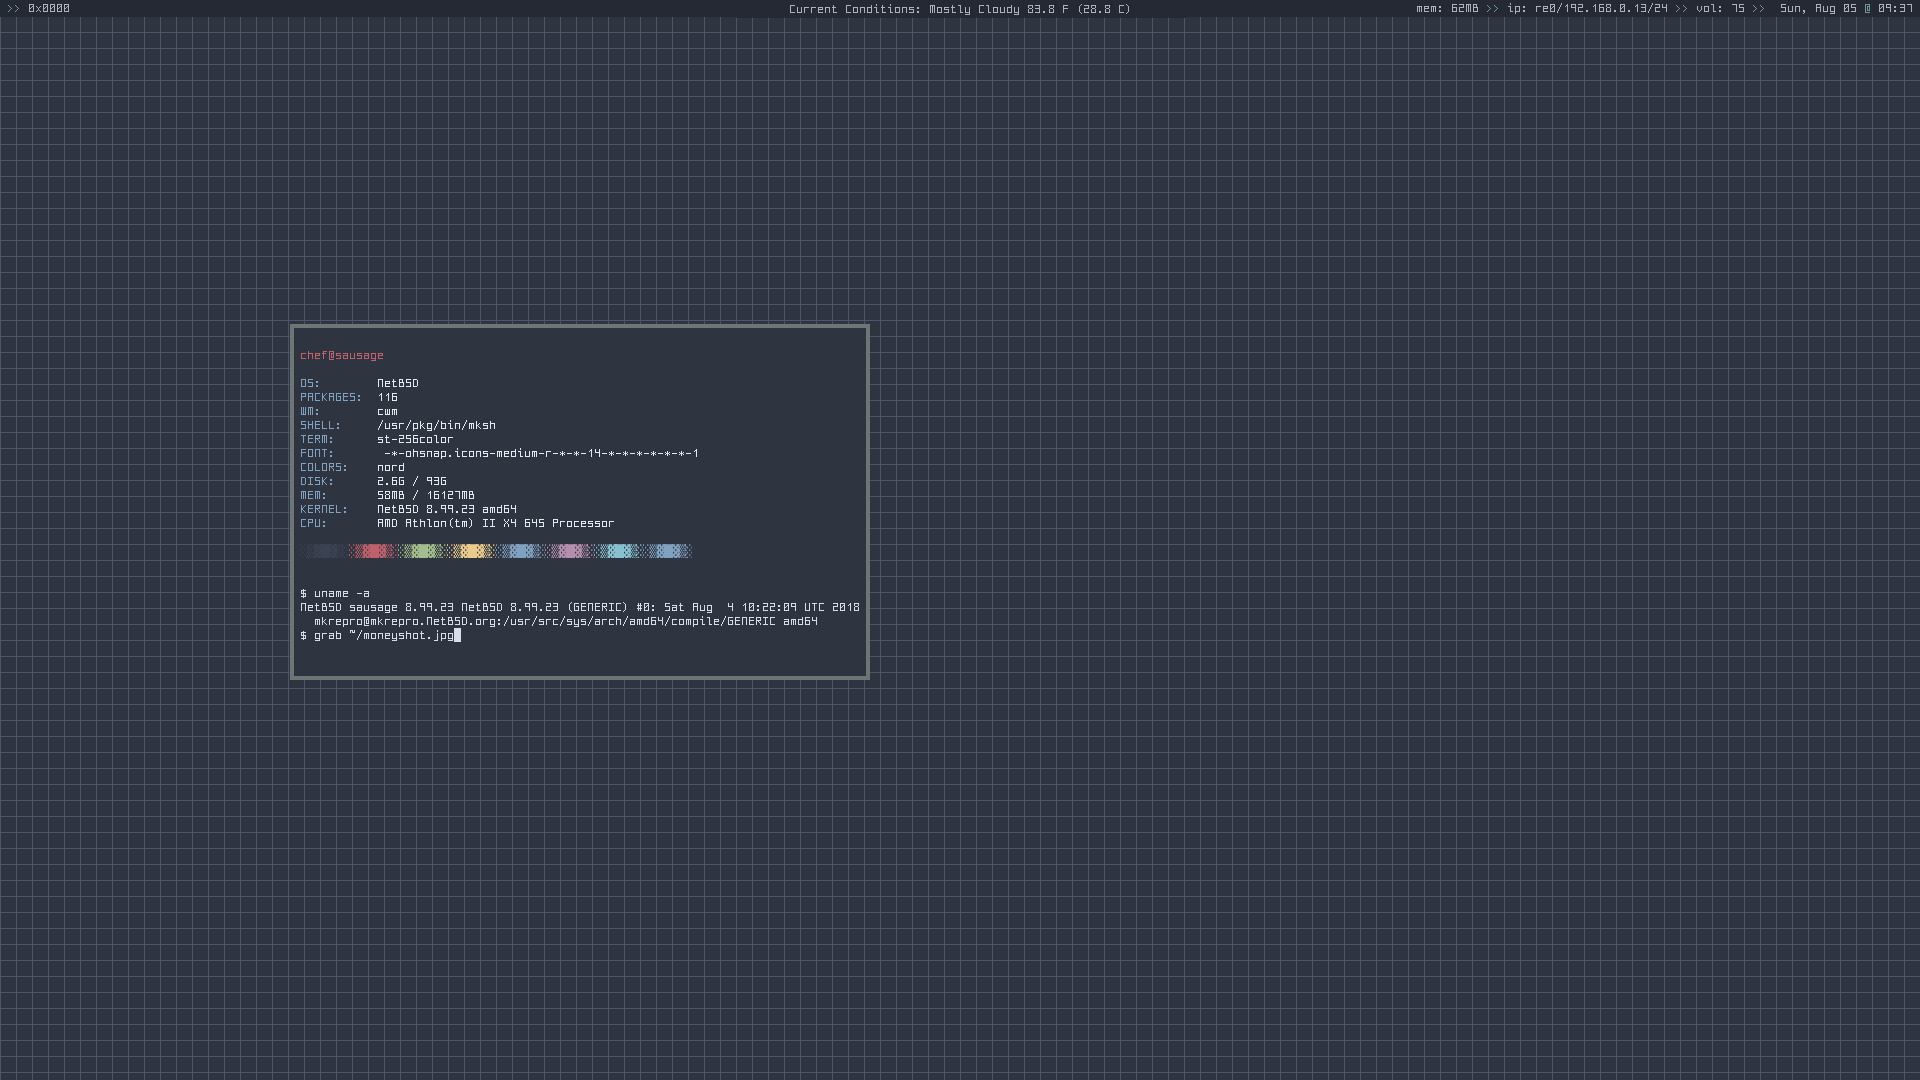 >> 0x0000
Current Conditions: Mostly Cloudy 83.8 F (28.8 C)
mem: 62MB >> ip: re0/192.168.0.13/24 >> vol: 75 >> Sun, Aug 05 @ 09:37
chef@sausage
OS: NetBSD
PACKAGES: 116
WM: cwm
SHELL: /usr/pkg/bin/mksh
TERM: st-256color
FONT: -*-ohsnap.icons-medium-r-*-*-14-*-*-*-*-*-*-1
COLORS: nord
DISK: 2.6G / 93G
MEM: 58MB / 16127MB
KERNEL: NetBSD 8.99.23 amd64
CPU: AMD Athlon(tm) II X4 645 Processor
$ uname -a
NetBSD sausage 8.99.23 NetBSD 8.99.23 (GENERIC) #0: Sat Aug  4 10:22:09 UTC 2018
mkrepro@mkrepro.NetBSD.org:/usr/src/sys/arch/amd64/compile/GENERIC amd64
$ grab ~/moneyshot.jpg